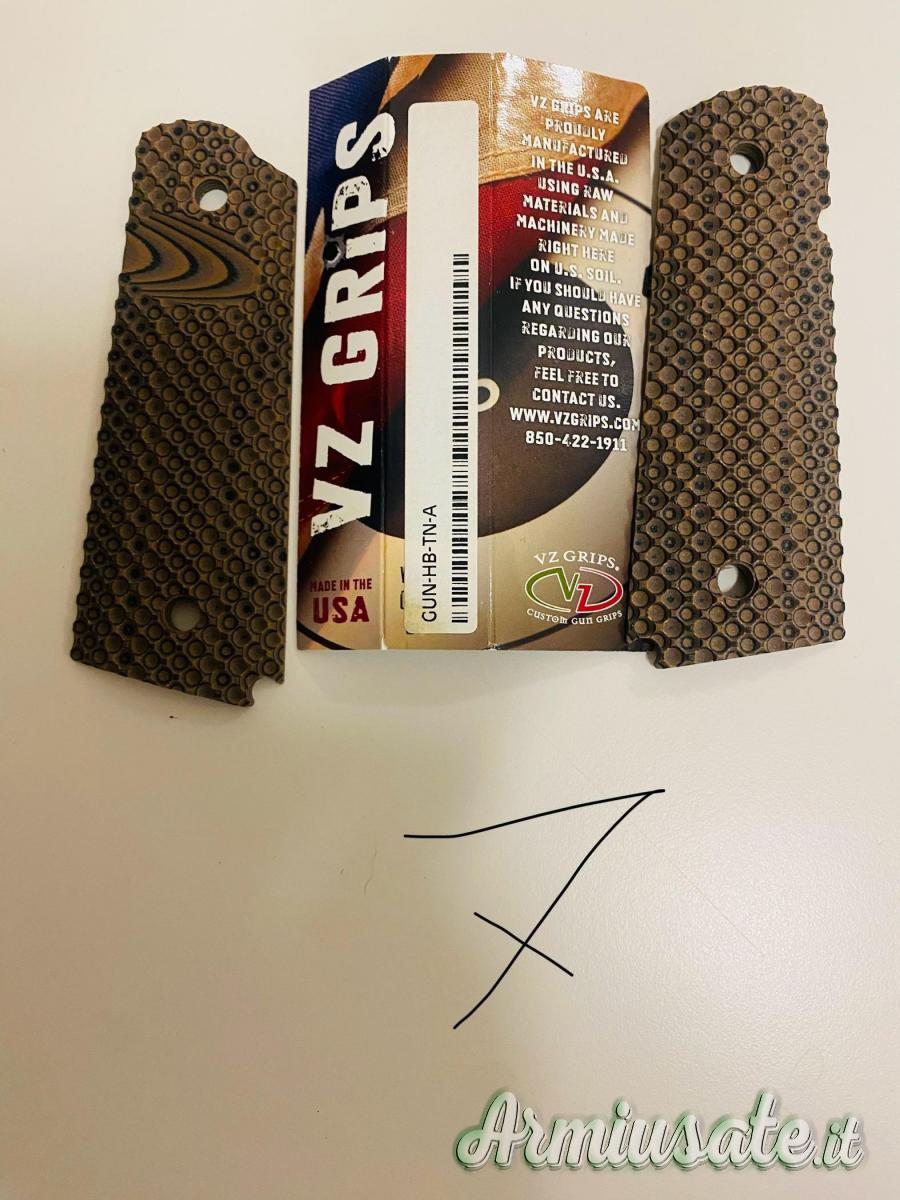 VZ GRIPS
MADE IN THE
USA
GUN-HB-TN-A
VZ GRIPS ARE
PROUDLY
MANUFACTURED
IN THE U.S.A.
USING RAW
MATERIALS AND
MACHINERY MADE
RIGHT HERE
ON U.S. SOIL.
IF YOU SHOULD HAVE
ANY QUESTIONS
REGARDING OUR
PRODUCTS,
FEEL FREE TO
CONTACT US.
WWW.VZGRIPS.COM
850-422-1911
VZ GRIPS®
VZ
CUSTOM GUN GRIPS
7
Armiusate.it